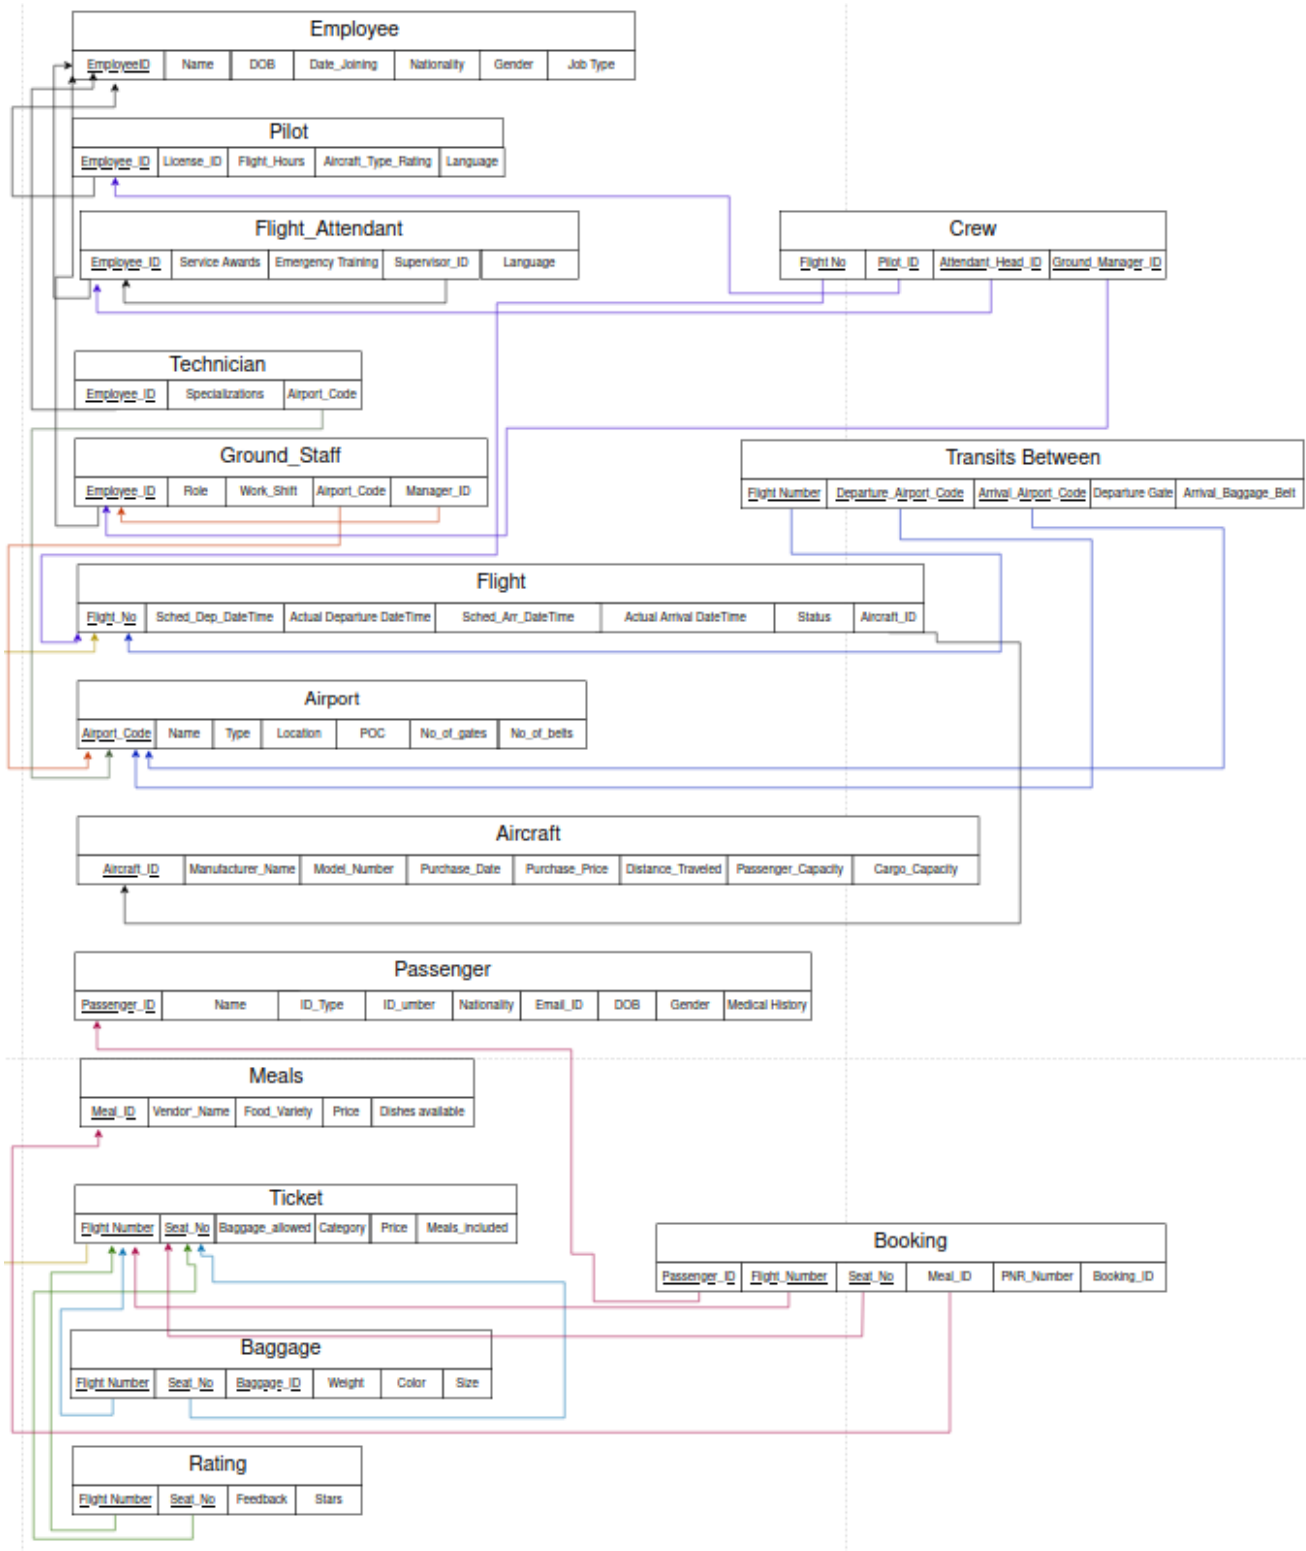 Employee
EmployeeID Name DOB Date_Joining Nationality Gender Job Type
Pilot
Employee_ID License_ID Flight_Hours Aircraft_Type_Rating Language
Flight_Attendant
Employee_ID Service Awards Emergency Training Supervisor_ID Language
Crew
Flight No Pilot_ID Attendant_Head_ID Ground_Manager_ID
Technician
Employee_ID Specializations Airport_Code
Ground_Staff
Employee_ID Role Work_Shift Airport_Code Manager_ID
Transits Between
Flight Number Departure_Airport_Code Arrival_Airport_Code Departure Gate Arrival_Baggage_Belt
Flight
Flight_No Sched_Dep_DateTime Actual Departure DateTime Sched_Arr_DateTime Actual Arrival DateTime Status Aircraft_ID
Airport
Airport_Code Name Type Location POC No_of_gates No_of_belts
Aircraft
Aircraft_ID Manufacturer_Name Model_Number Purchase_Date Purchase_Price Distance_Traveled Passenger_Capacity Cargo_Capacity
Passenger
Passenger_ID Name ID_Type ID_umber Nationality Email_ID DOB Gender Medical History
Meals
Meal_ID Vendor_Name Food_Variety Price Dishes available
Ticket
Flight Number Seat_No Baggage_allowed Category Price Meals_included
Booking
Passenger_ID Flight_Number Seat_No Meal_ID PNR_Number Booking_ID
Baggage
Flight Number Seat_No Baggage_ID Weight Color Size
Rating
Flight Number Seat_No Feedback Stars